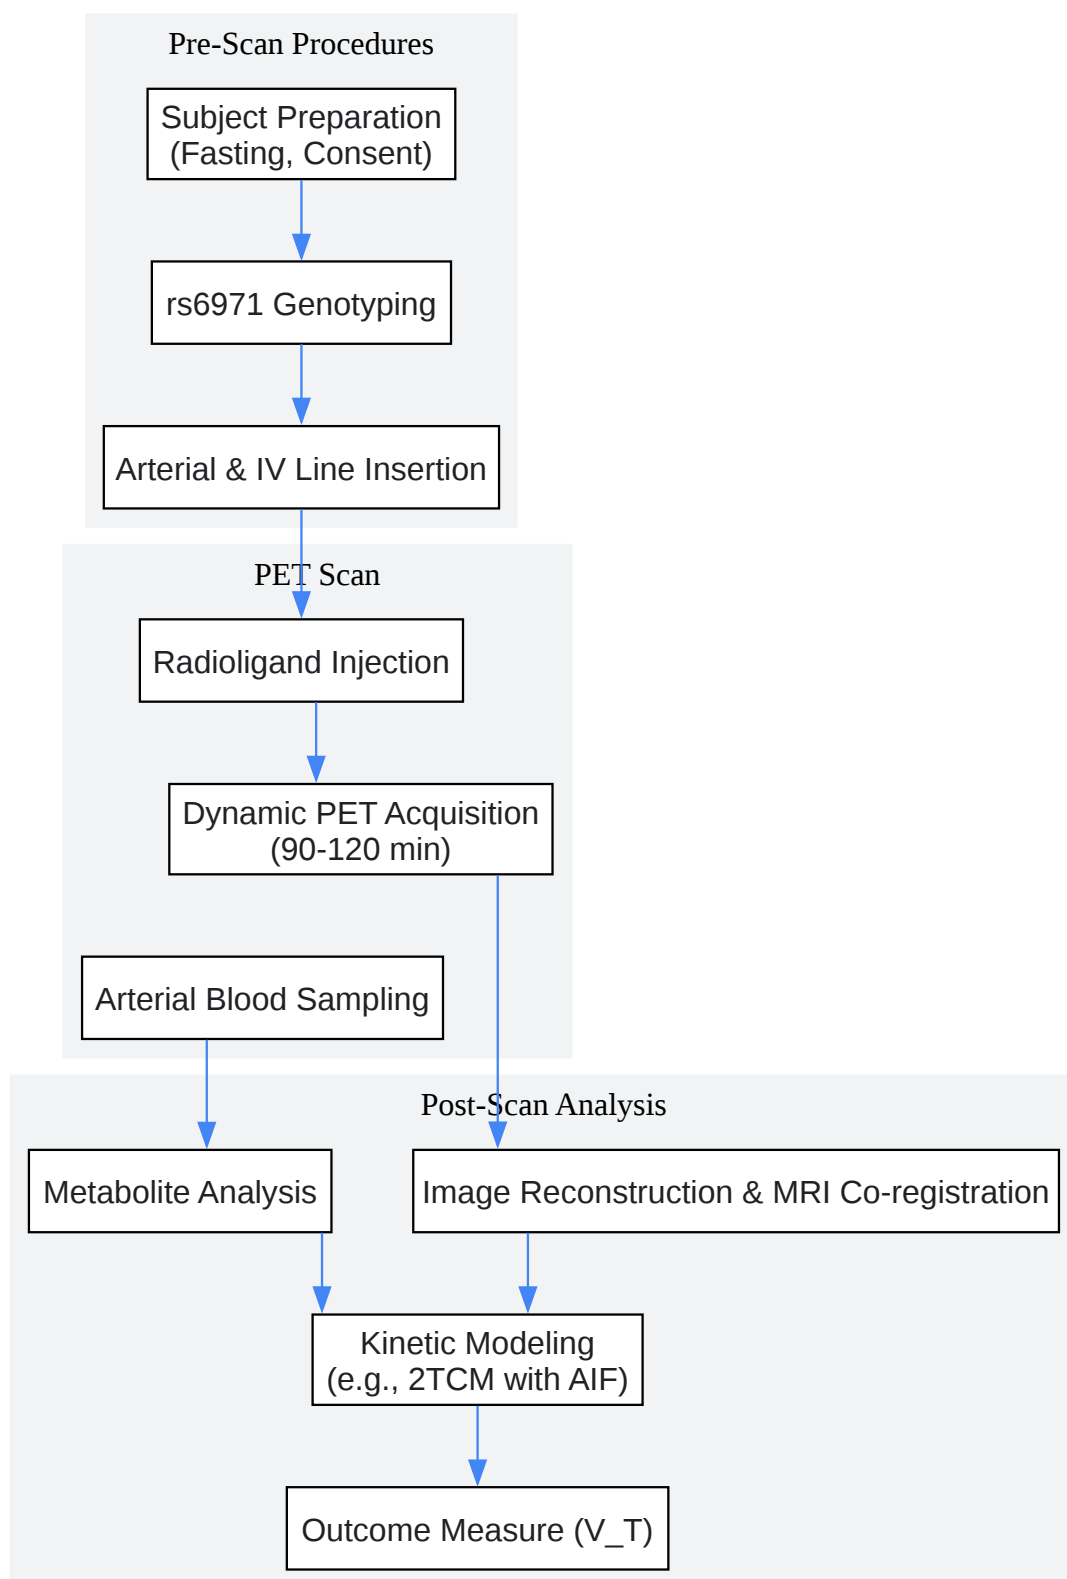 Pre-Scan Procedures
Subject Preparation
(Fasting, Consent)
rs6971 Genotyping
Arterial & IV Line Insertion
PET Scan
Radioligand Injection
Dynamic PET Acquisition
(90-120 min)
Arterial Blood Sampling
Post-Scan Analysis
Metabolite Analysis
Image Reconstruction & MRI Co-registration
Kinetic Modeling
(e.g., 2TCM with AIF)
Outcome Measure (V_T)